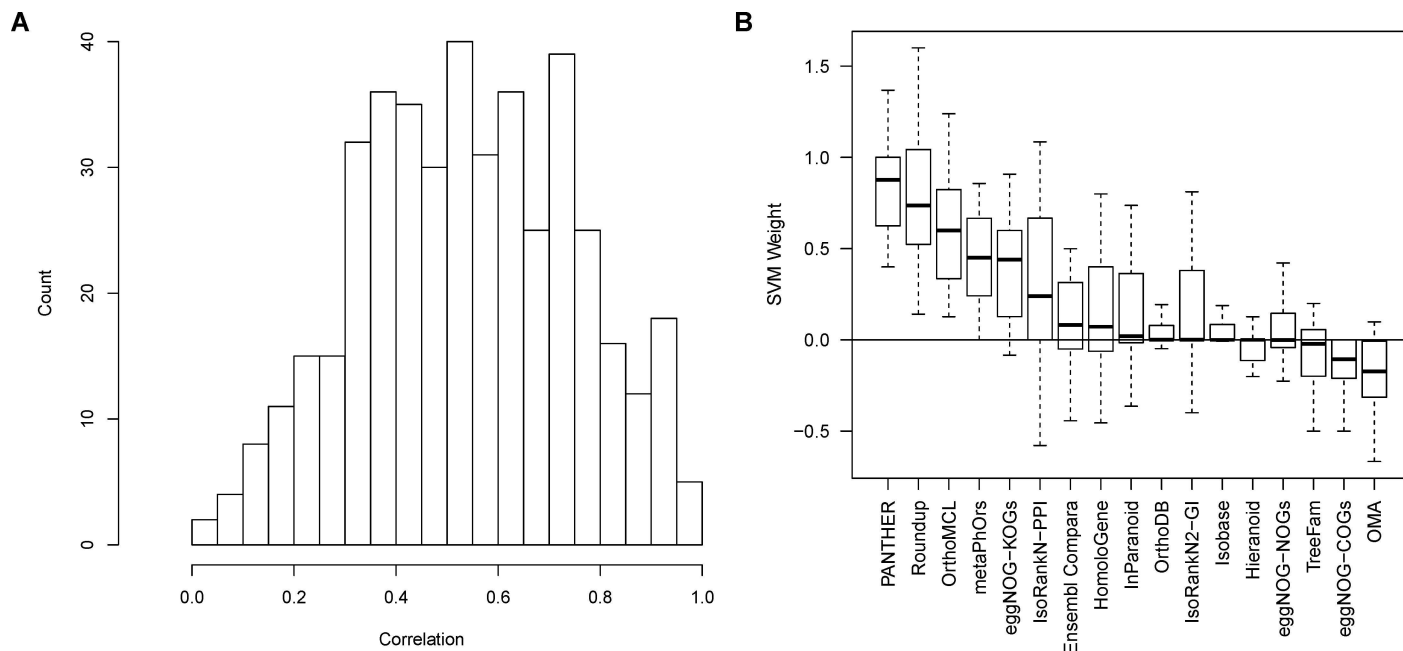 A
40
30
20
10
0
Count
0.0 0.2 0.4 0.6 0.8 1.0
Correlation
B
1.5
1.0
0.5
0.0
−0.5
SVM Weight
PANTHER
Roundup
OrthoMCL
metaPhOrs
eggNOG−KOGs
IsoRankN−PPI
Ensembl Compara
HomoloGene
InParanoid
OrthoDB
IsoRankN2−GI
Isobase
Hieranoid
eggNOG−NOGs
TreeFam
eggNOG−COGs
OMA